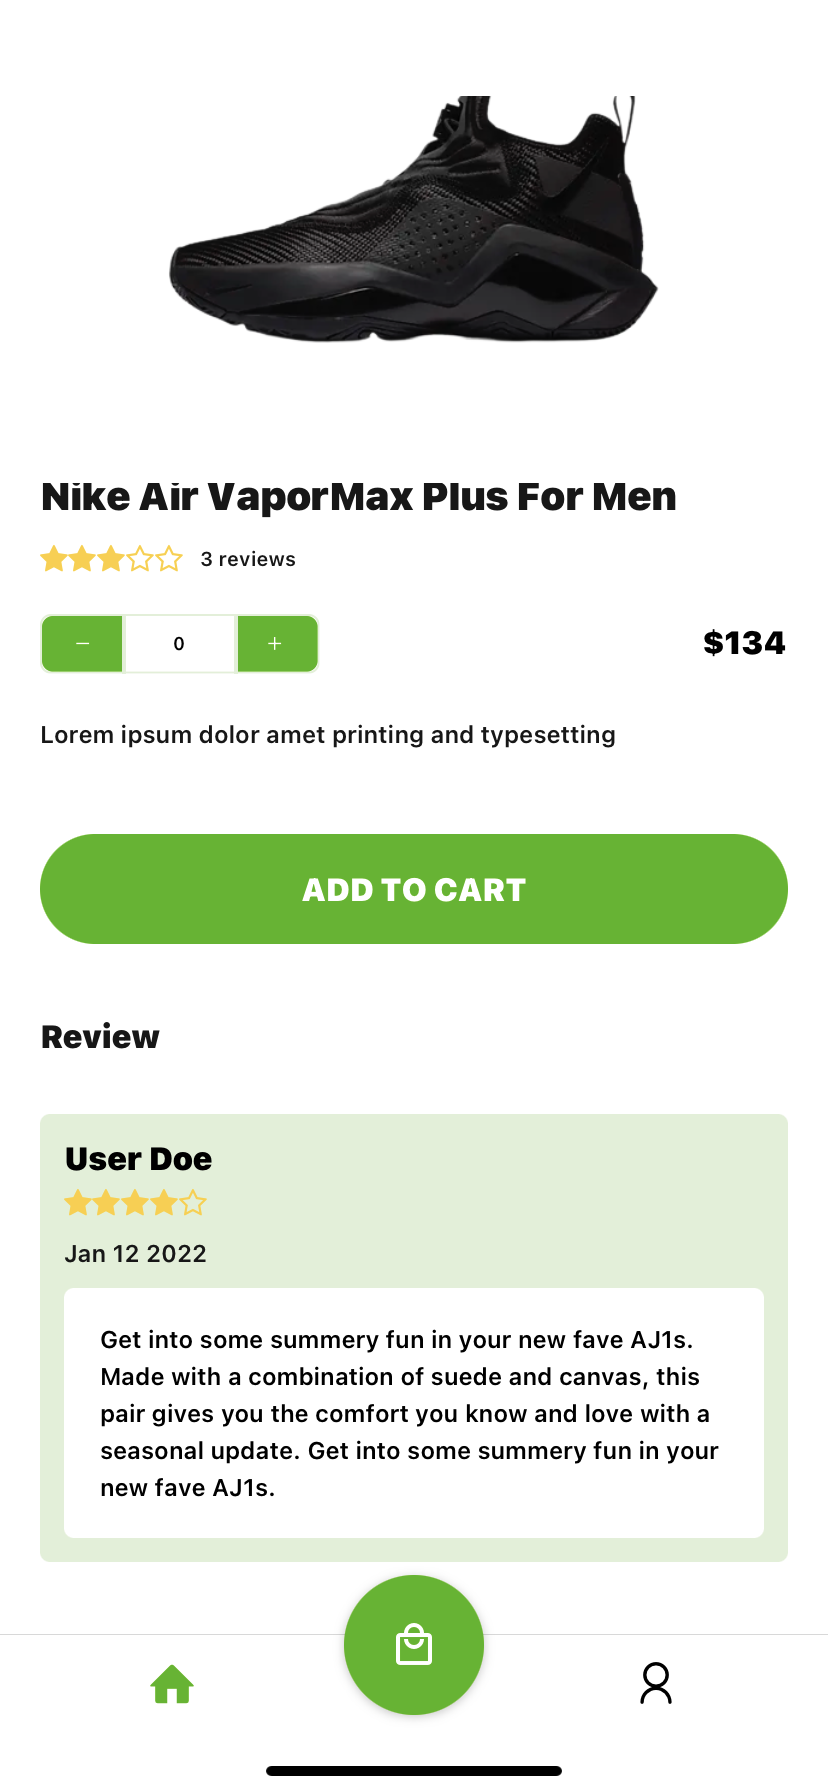 Nike Air VaporMax Plus For Men
3 reviews
− 0 +
$134
Lorem ipsum dolor amet printing and typesetting
ADD TO CART
Review
User Doe
Jan 12 2022
Get into some summery fun in your new fave AJ1s.
Made with a combination of suede and canvas, this
pair gives you the comfort you know and love with a
seasonal update. Get into some summery fun in your
new fave AJ1s.